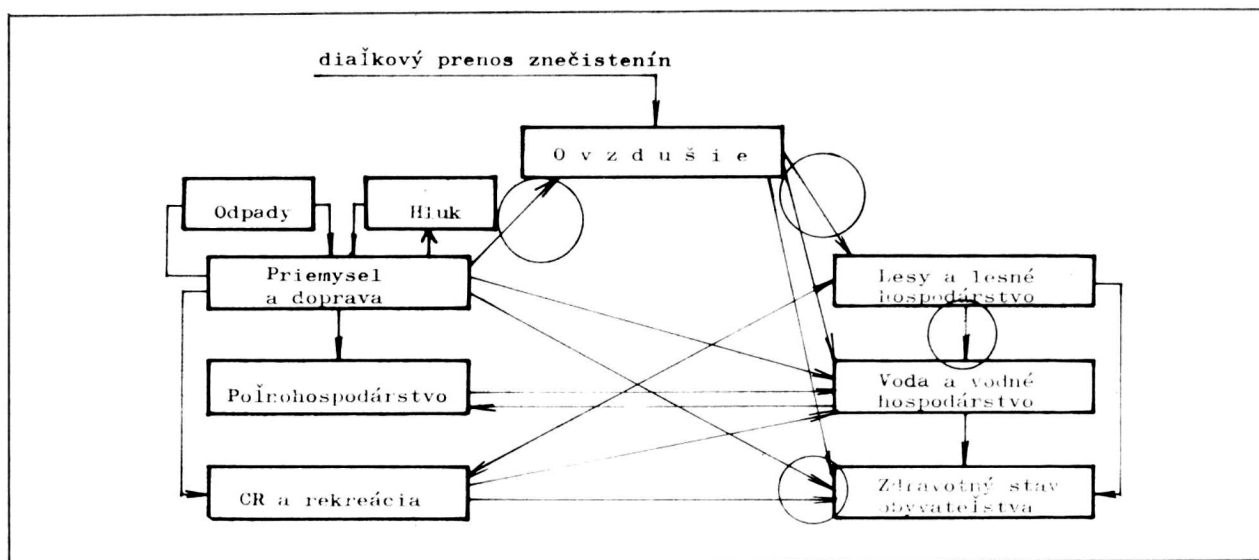 diaľkový prenos znečistenín
Ovzdušie
Odpady
Hluk
Priemysel
a doprava
Lesy a lesné
hospodárstvo
Poľnohospodárstvo
Voda a vodné
hospodárstvo
CR a rekreácia
Zdravotný stav
obyvateľstva